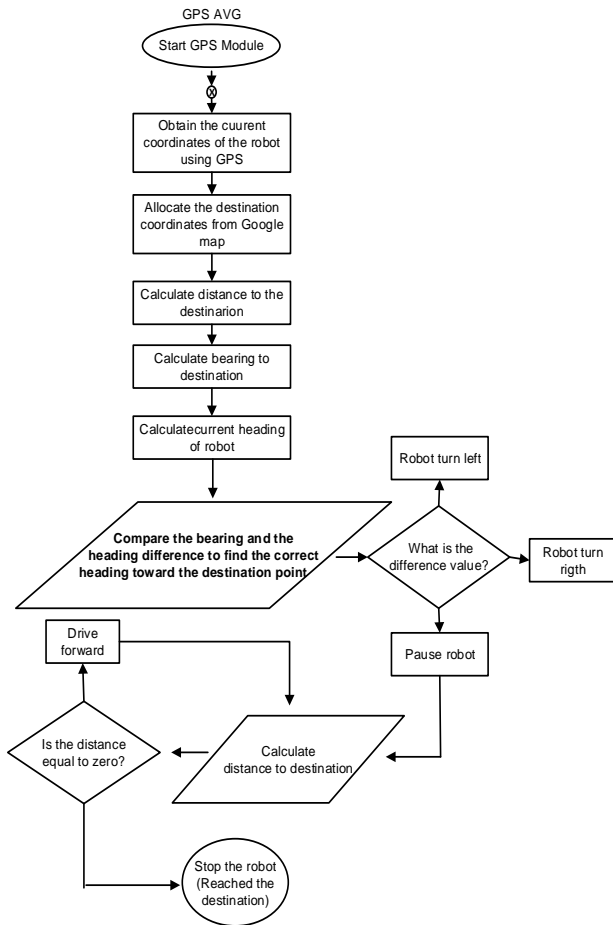 GPS AVG
Start GPS Module
X
Obtain the cuurent
coordinates of the robot
using GPS
Allocate the destination
coordinates from Google
map
Calculate distance to the
destinarion
Calculate bearing to
destination
Calculatecurrent heading
of robot
Compare the bearing and the
heading difference to find the correct
heading toward the destination point
What is the
difference value?
Robot turn left
Robot turn
rigth
Pause robot
Calculate
distance to destination
Is the distance
equal to zero?
Drive
forward
Stop the robot
(Reached the
destination)